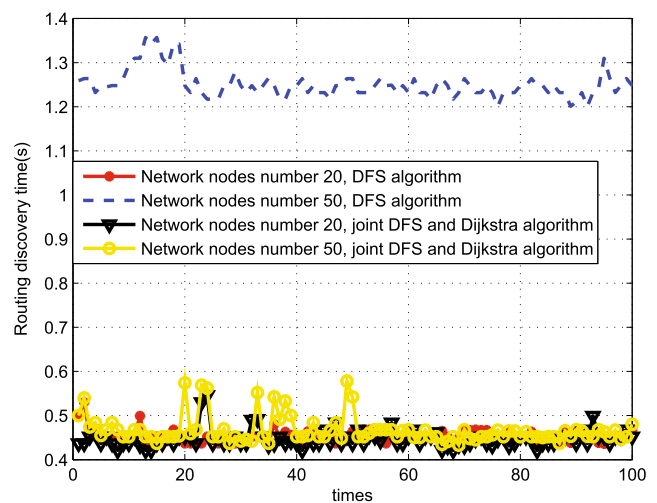 1.4
1.3
1.2
1.1
1
0.9
0.8
0.7
0.6
0.5
0.4
Routing discovery time(s)
Network nodes number 20, DFS algorithm
Network nodes number 50, DFS algorithm
Network nodes number 20, joint DFS and Dijkstra algorithm
Network nodes number 50, joint DFS and Dijkstra algorithm
0 20 40 60 80 100
times